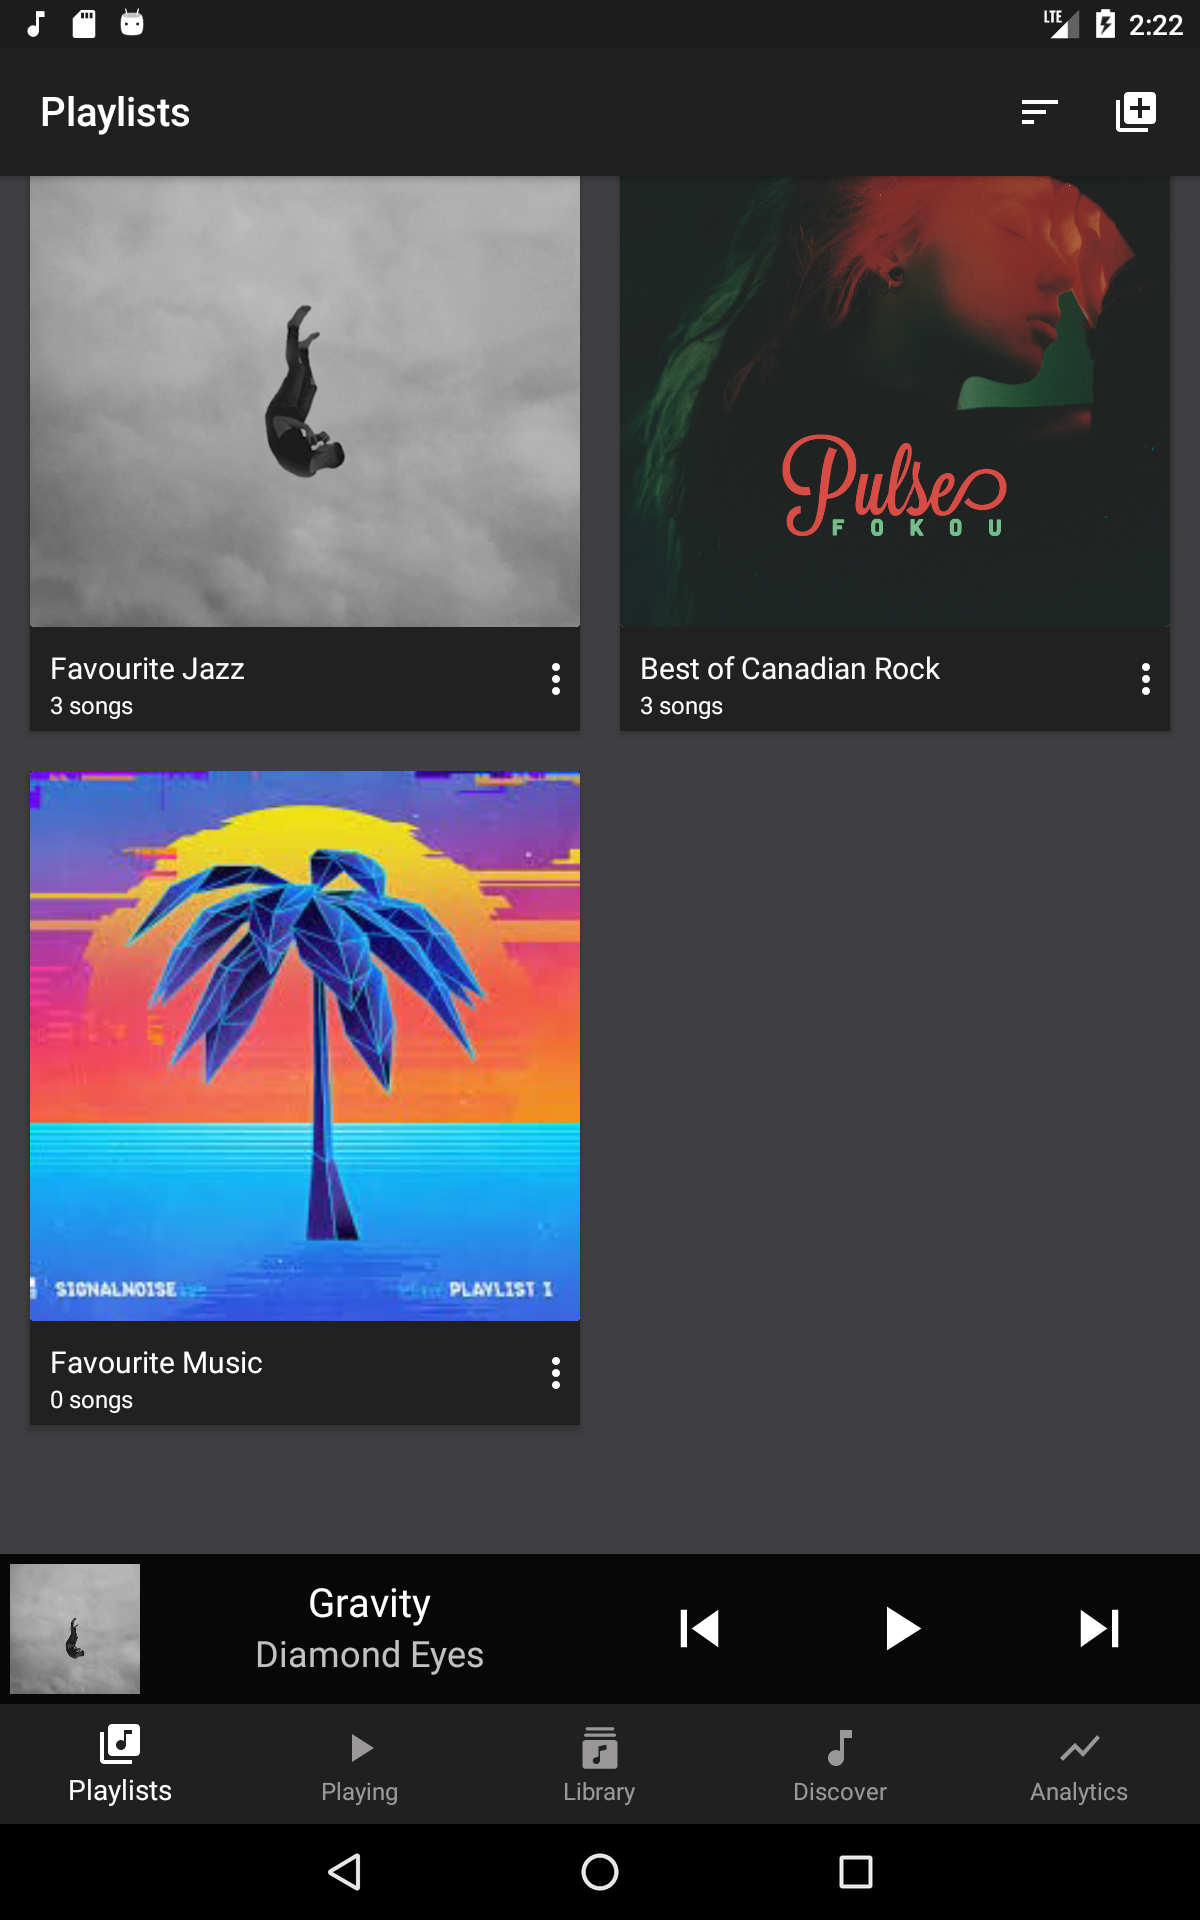 LTE 2:22
Playlists
Pulse
FOKOU
Favourite Jazz
3 songs
Best of Canadian Rock
3 songs
SIGNALNOISE
PLAYLIST I
Favourite Music
0 songs
Gravity
Diamond Eyes
Playlists
Playing
Library
Discover
Analytics